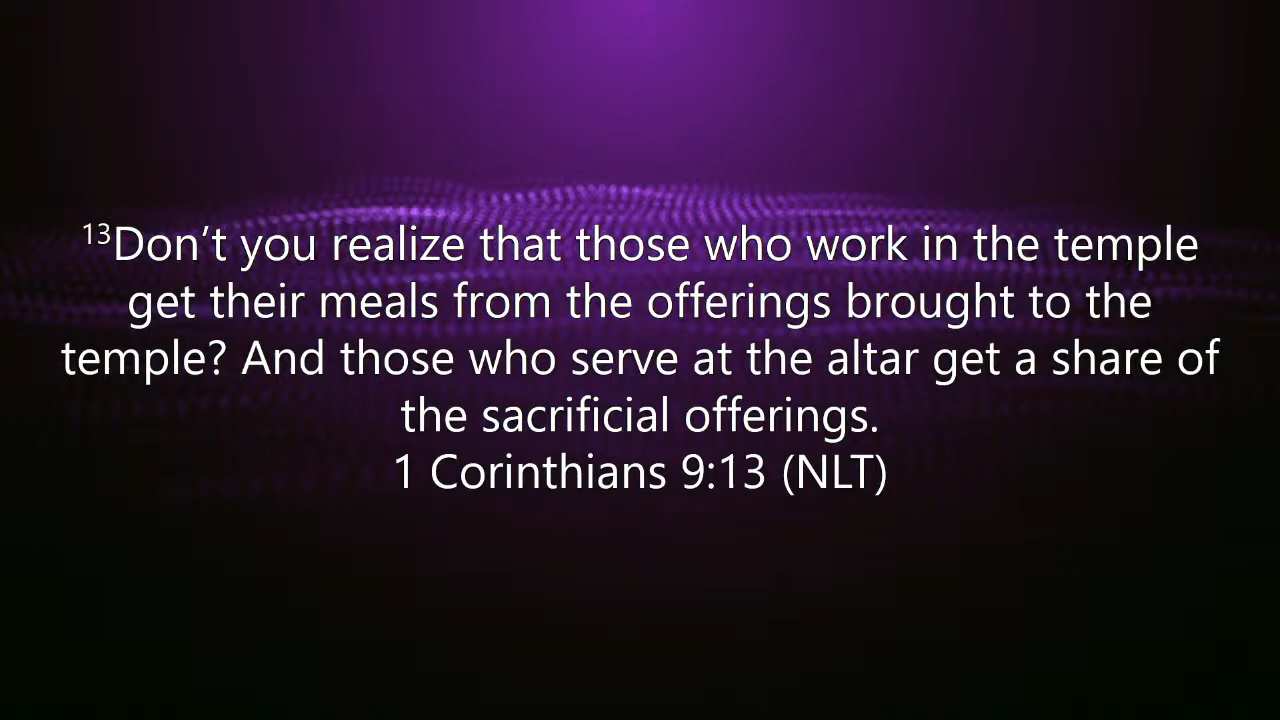 ¹³Don’t you realize that those who work in the temple
get their meals from the offerings brought to the
temple? And those who serve at the altar get a share of
the sacrificial offerings.
1 Corinthians 9:13 (NLT)